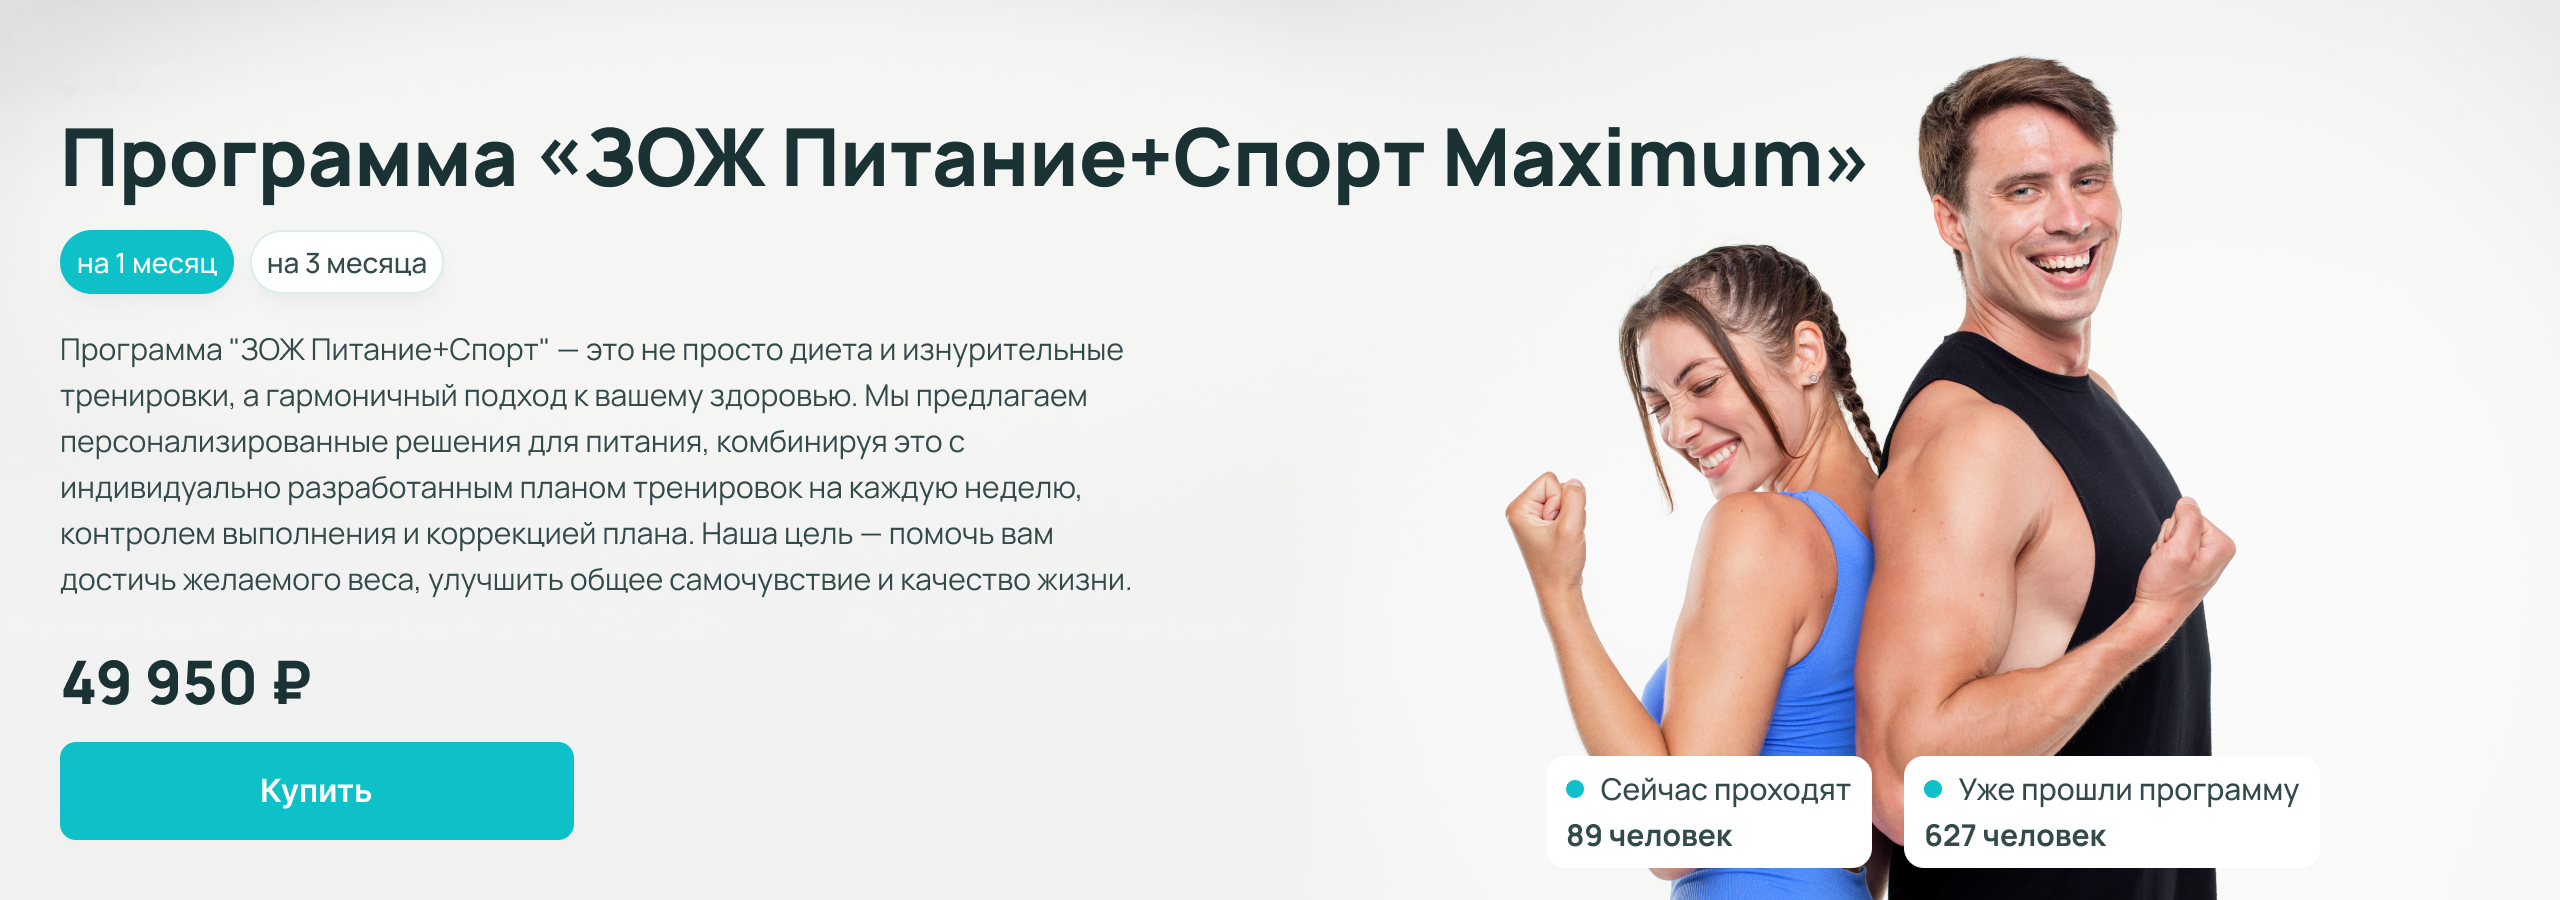 Программа «ЗОЖ Питание+Спорт Maximum»
на 1 месяц
на 3 месяца
Программа "ЗОЖ Питание+Спорт" — это не просто диета и изнурительные
тренировки, а гармоничный подход к вашему здоровью. Мы предлагаем
персонализированные решения для питания, комбинируя это с
индивидуально разработанным планом тренировок на каждую неделю,
контролем выполнения и коррекцией плана. Наша цель — помочь вам
достичь желаемого веса, улучшить общее самочувствие и качество жизни.
49 950 ₽
Купить
Сейчас проходят
89 человек
Уже прошли программу
627 человек